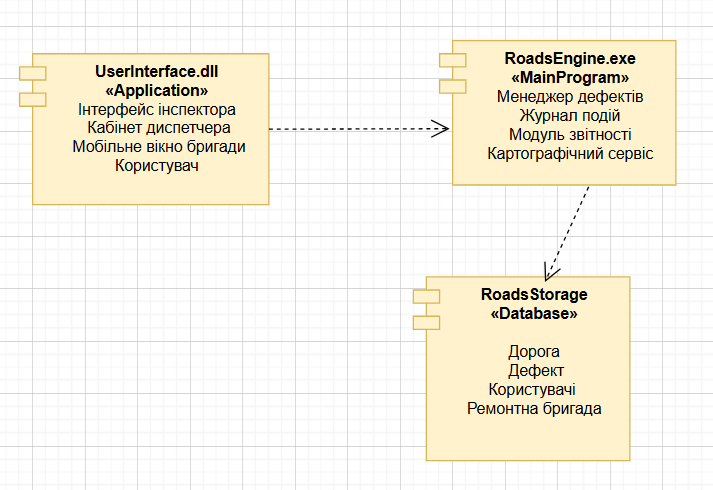 UserInterface.dll
«Application»
Інтерфейс інспектора
Кабінет диспетчера
Мобільне вікно бригади
Користувач
RoadsEngine.exe
«MainProgram»
Менеджер дефектів
Журнал подій
Модуль звітності
Картографічний сервіс
RoadsStorage
«Database»
Дорога
Дефект
Користувачі
Ремонтна бригада